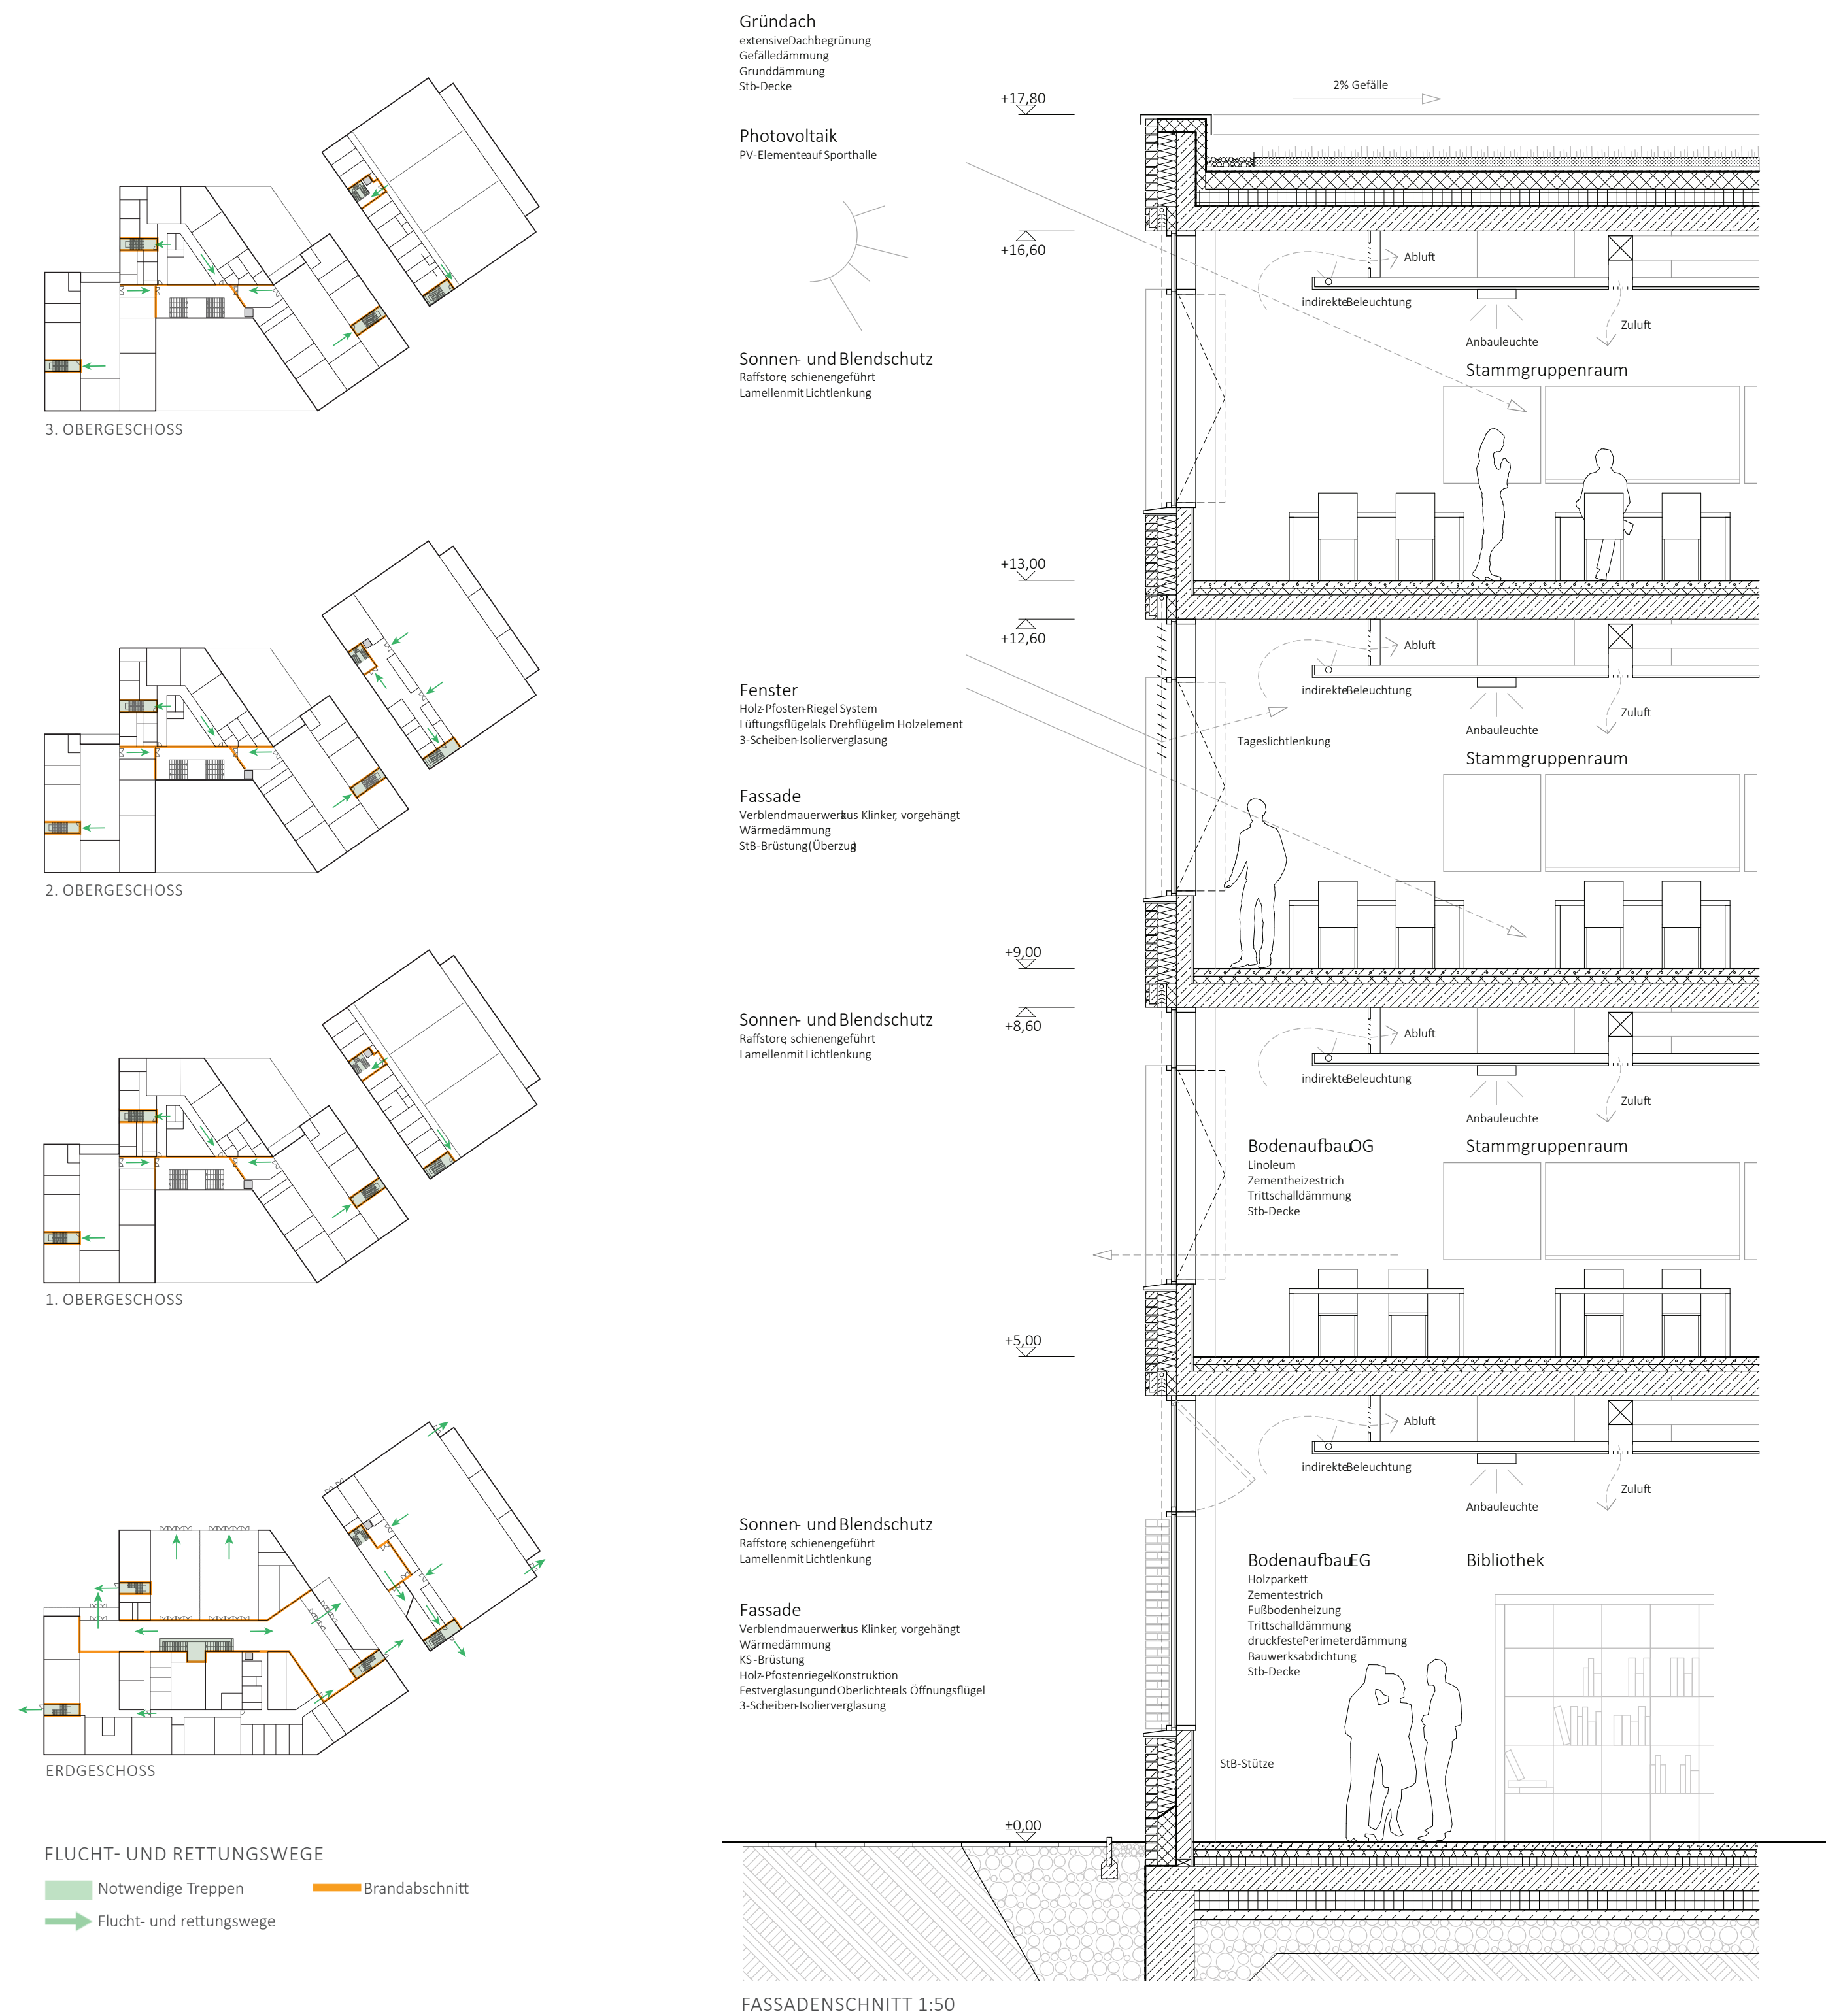 Gründach
extensive Dachbegrünung
Gefälledämmung
Grunddämmung
Stb-Decke
Photovoltaik
PV-Elemente auf Sporthalle
Sonnen- und Blendschutz
Raffstore, schienengeführt
Lamellen mit Lichtlenkung
Fenster
Holz-Pfosten-Riegel System
Lüftungsflügel als Drehflügel im Holzelement
3-Scheiben-Isolierverglasung
Fassade
Verblendmauerwerk aus Klinker, vorgehängt
Wärmedämmung
StB-Brüstung (Überzug)
Sonnen- und Blendschutz
Raffstore, schienengeführt
Lamellen mit Lichtlenkung
Sonnen- und Blendschutz
Raffstore, schienengeführt
Lamellen mit Lichtlenkung
Fassade
Verblendmauerwerk aus Klinker, vorgehängt
Wärmedämmung
KS-Brüstung
Holz-Pfostenriegel-Konstruktion
Festverglasung und Oberlichter als Öffnungsflügel
3-Scheiben-Isolierverglasung
+17,80
+16,60
+13,00
+12,60
+9,00
+8,60
+5,00
±0,00
2% Gefälle
Abluft
indirekte Beleuchtung
Anbauleuchte
Zuluft
Stammgruppenraum
Abluft
indirekte Beleuchtung
Anbauleuchte
Zuluft
Tageslichtlenkung
Stammgruppenraum
Abluft
indirekte Beleuchtung
Anbauleuchte
Zuluft
Bodenaufbau OG
Linoleum
Zementheizestrich
Trittschalldämmung
Stb-Decke
Stammgruppenraum
Abluft
indirekte Beleuchtung
Anbauleuchte
Zuluft
Bodenaufbau EG
Holzparkett
Zementestrich
Fußbodenheizung
Trittschalldämmung
druckfeste Perimeterdämmung
Bauwerksabdichtung
Stb-Decke
Bibliothek
StB-Stütze
3. OBERGESCHOSS
2. OBERGESCHOSS
1. OBERGESCHOSS
ERDGESCHOSS
FLUCHT- UND RETTUNGSWEGE
Notwendige Treppen
Brandabschnitt
Flucht- und rettungswege
FASSADENSCHNITT 1:50